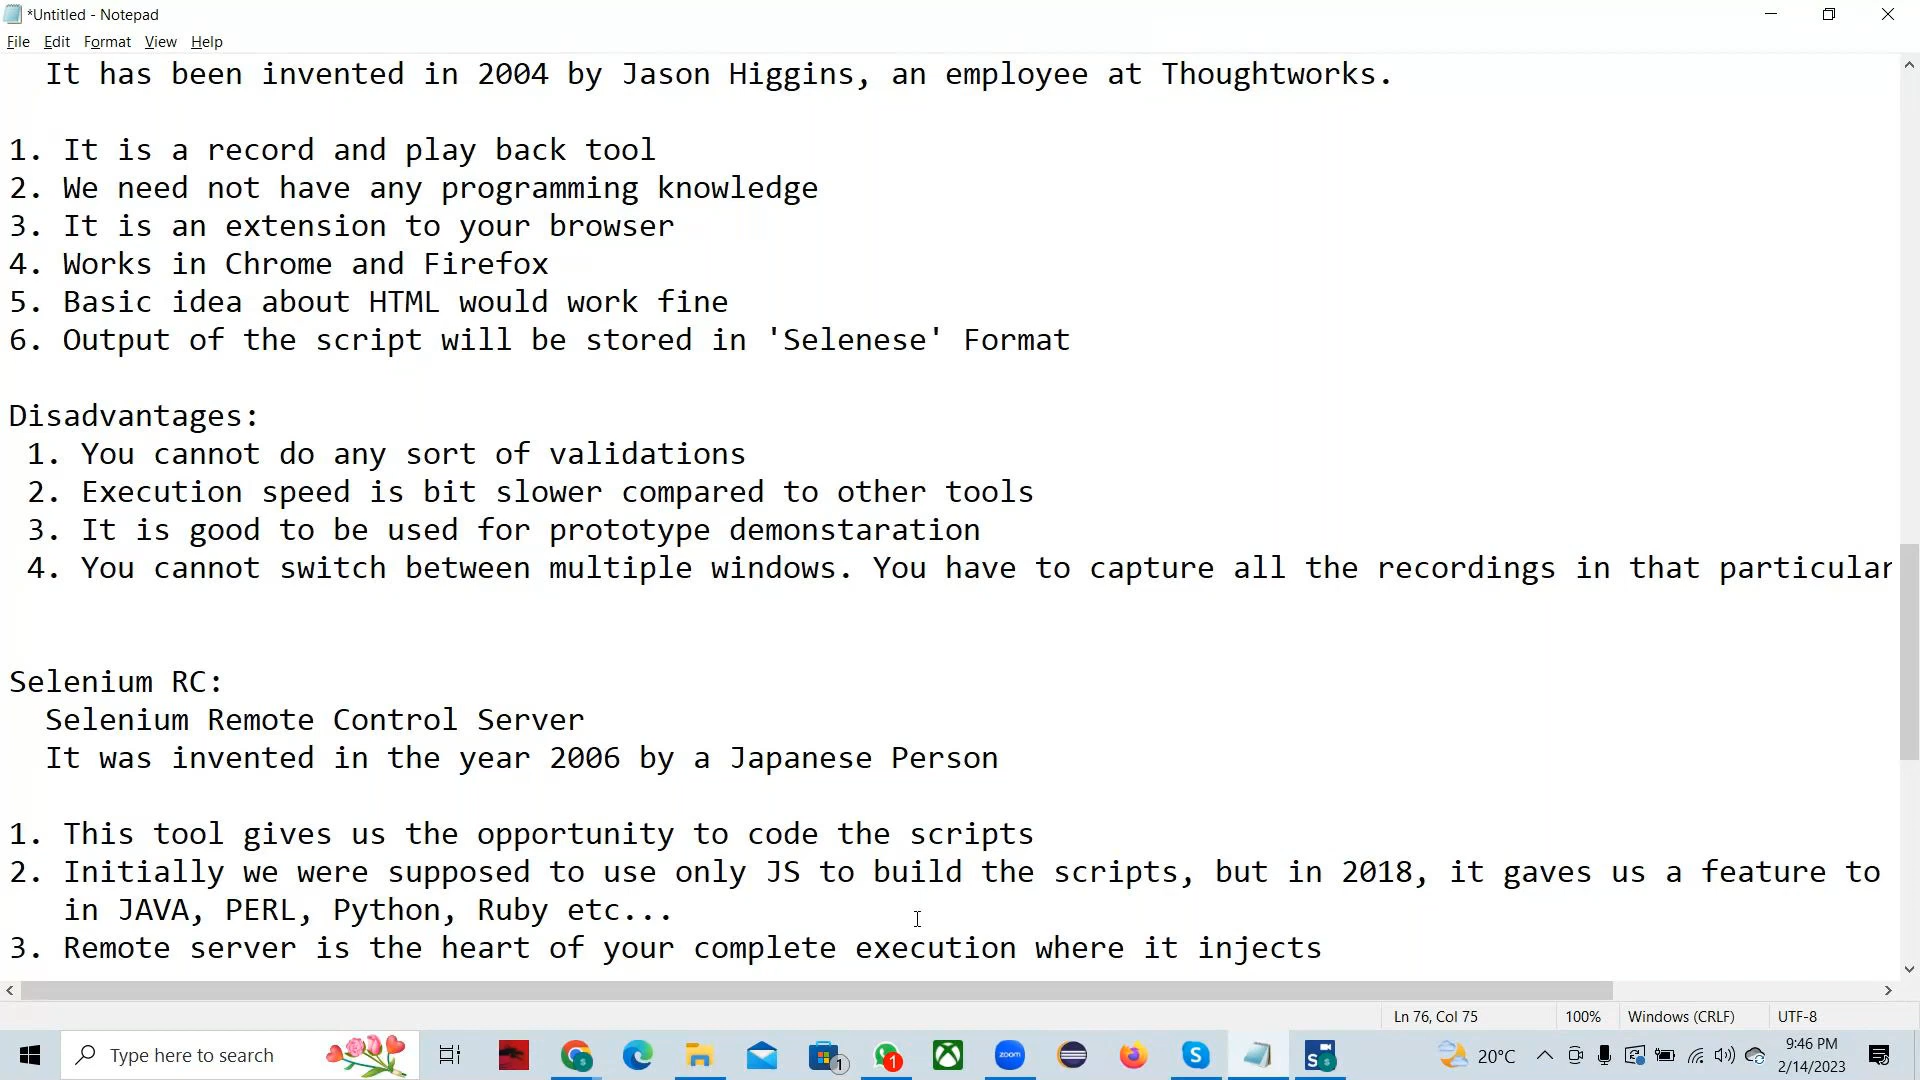 *Untitled - Notepad
File Edit Format View Help
It has been invented in 2004 by Jason Higgins, an employee at Thoughtworks.
1. It is a record and play back tool
2. We need not have any programming knowledge
3. It is an extension to your browser
4. Works in Chrome and Firefox
5. Basic idea about HTML would work fine
6. Output of the script will be stored in 'Selenese' Format
Disadvantages:
1. You cannot do any sort of validations
2. Execution speed is bit slower compared to other tools
3. It is good to be used for prototype demonstaration
4. You cannot switch between multiple windows. You have to capture all the recordings in that particular
Selenium RC:
Selenium Remote Control Server
It was invented in the year 2006 by a Japanese Person
1. This tool gives us the opportunity to code the scripts
2. Initially we were supposed to use only JS to build the scripts, but in 2018, it gaves us a feature to
in JAVA, PERL, Python, Ruby etc...
3. Remote server is the heart of your complete execution where it injects
Ln 76, Col 75 100% Windows (CRLF) UTF-8
Type here to search
1
1
zoom
S
20°C
9:46 PM
2/14/2023